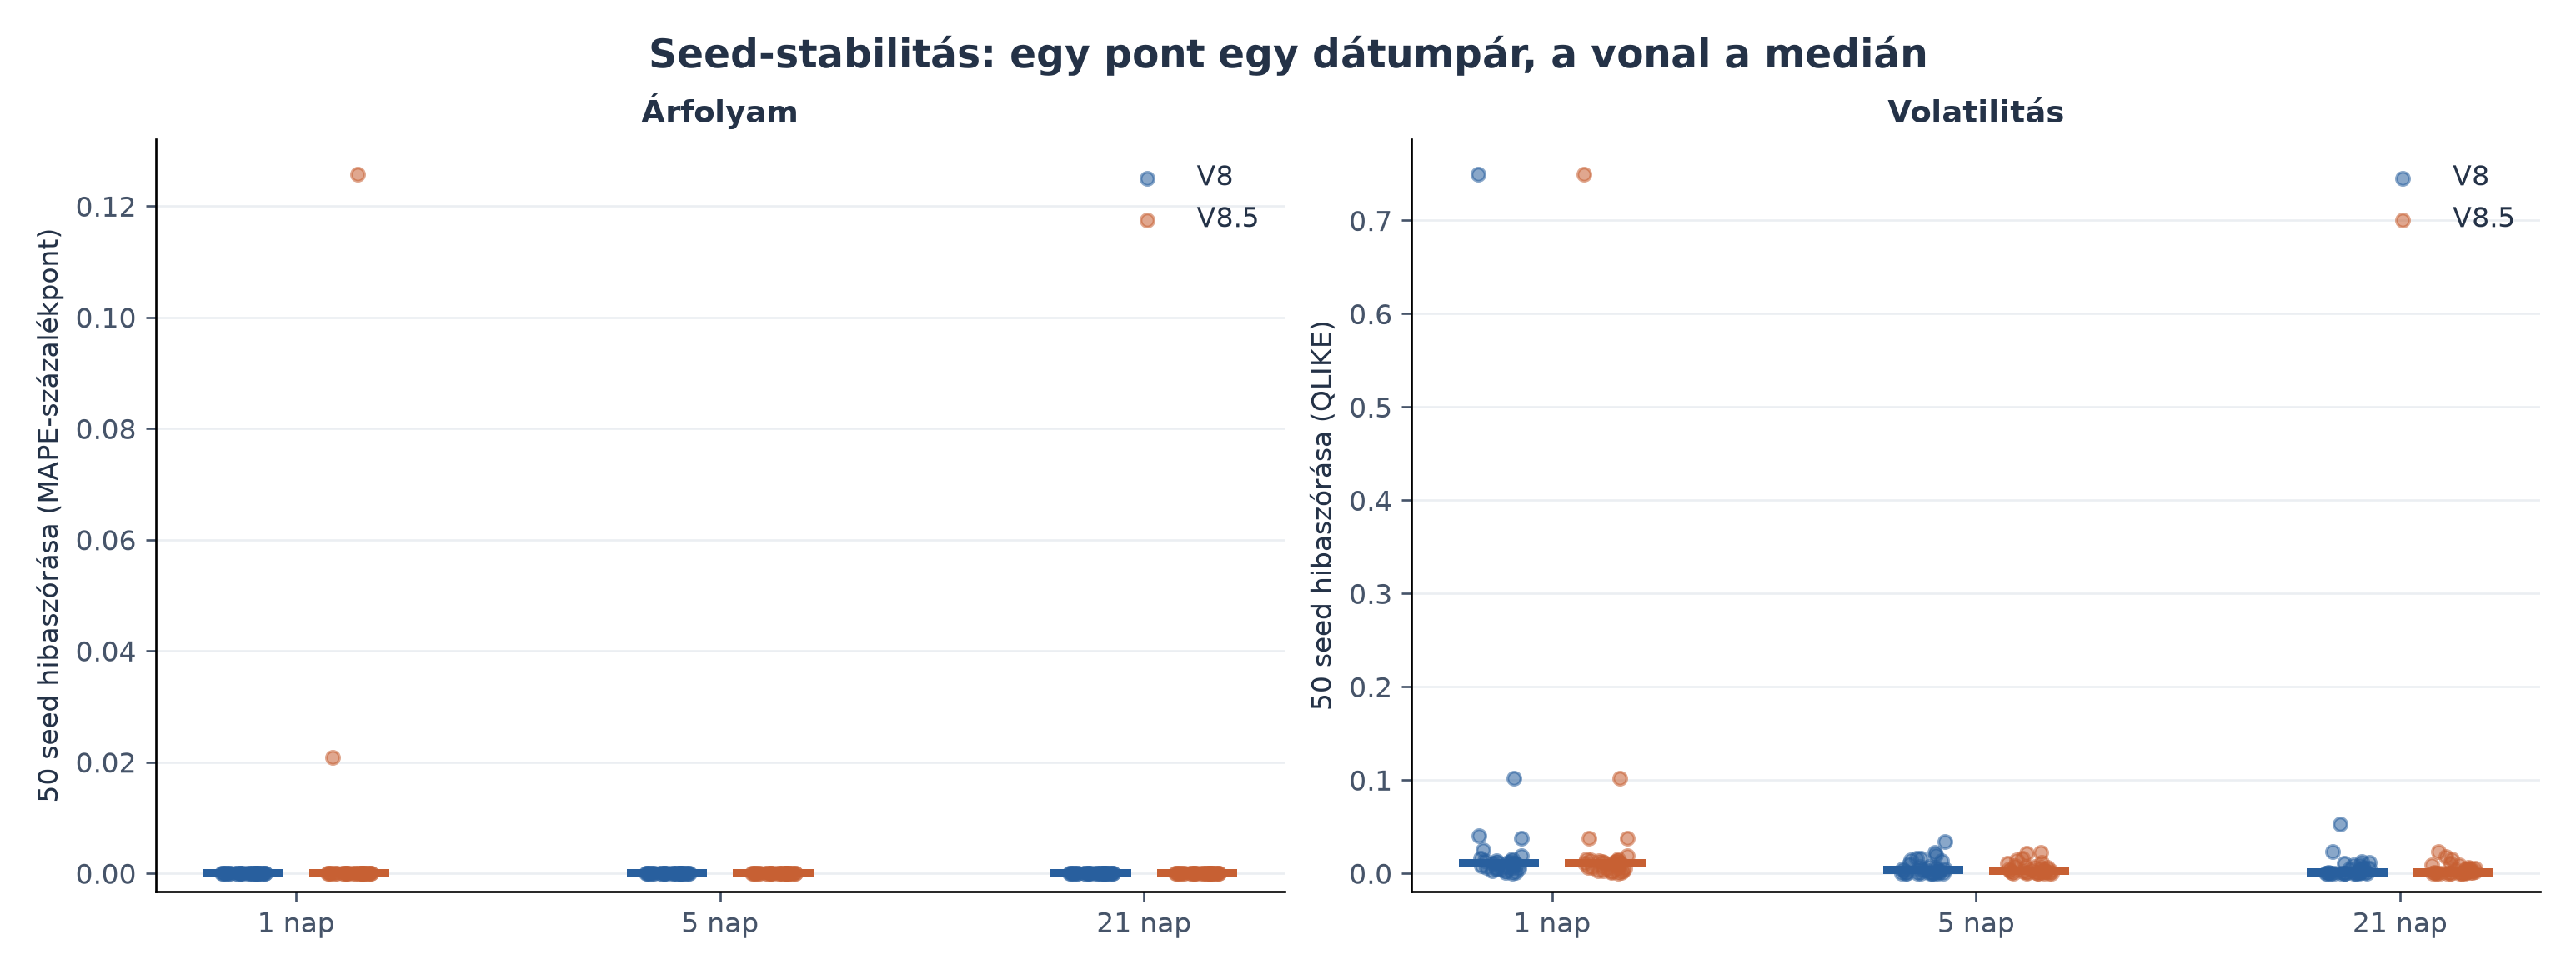 Seed-stabilitás: egy pont egy dátumpár, a vonal a medián
Árfolyam
50 seed hibaszórása (MAPE-százalékpont)
0.12
0.10
0.08
0.06
0.04
0.02
0.00
1 nap
5 nap
21 nap
V8
V8.5
Volatilitás
50 seed hibaszórása (QLIKE)
0.7
0.6
0.5
0.4
0.3
0.2
0.1
0.0
1 nap
5 nap
21 nap
V8
V8.5